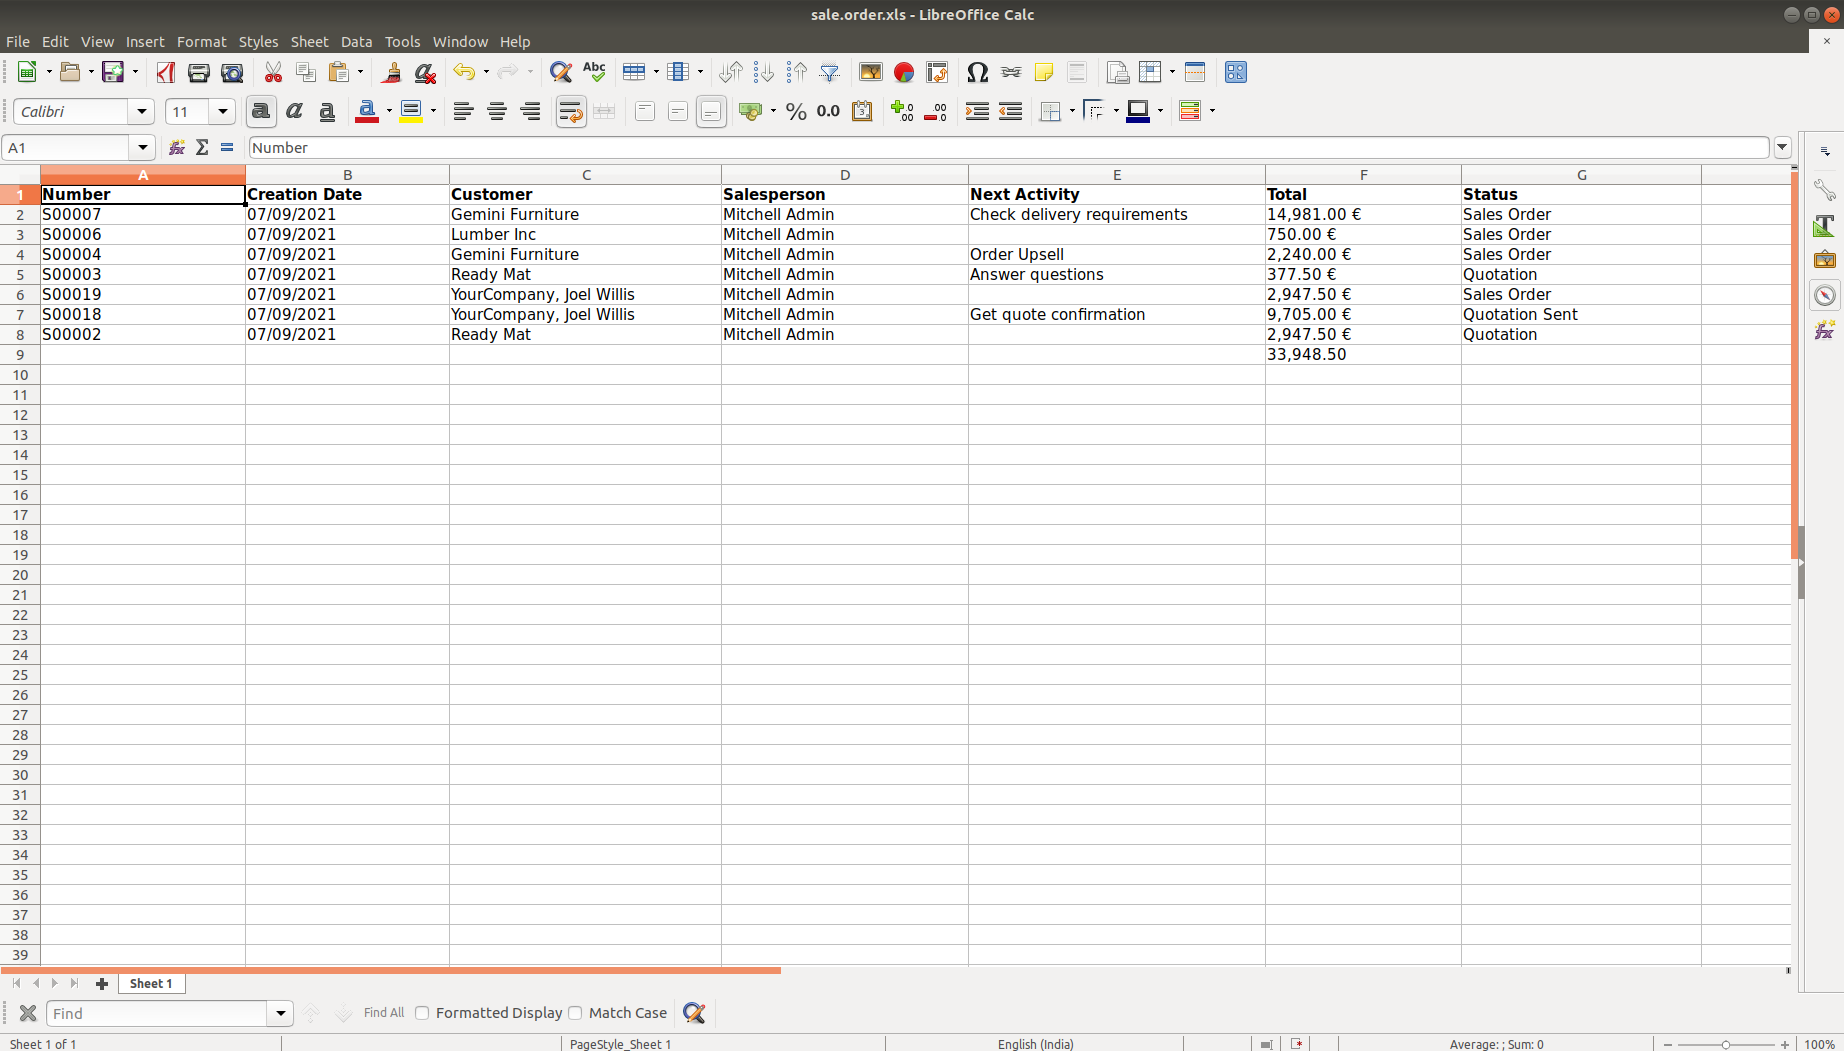 sale.order.xls - LibreOffice Calc
File Edit View Insert Format Styles Sheet Data Tools Window Help
Calibri 11
A1 Number
A B C D E F G
1 Number Creation Date Customer Salesperson Next Activity Total Status
2 S00007 07/09/2021 Gemini Furniture Mitchell Admin Check delivery requirements 14,981.00 € Sales Order
3 S00006 07/09/2021 Lumber Inc Mitchell Admin 750.00 € Sales Order
4 S00004 07/09/2021 Gemini Furniture Mitchell Admin Order Upsell 2,240.00 € Sales Order
5 S00003 07/09/2021 Ready Mat Mitchell Admin Answer questions 377.50 € Quotation
6 S00019 07/09/2021 YourCompany, Joel Willis Mitchell Admin 2,947.50 € Sales Order
7 S00018 07/09/2021 YourCompany, Joel Willis Mitchell Admin Get quote confirmation 9,705.00 € Quotation Sent
8 S00002 07/09/2021 Ready Mat Mitchell Admin 2,947.50 € Quotation
9 33,948.50
10
11
12
13
14
15
16
17
18
19
20
21
22
23
24
25
26
27
28
29
30
31
32
33
34
35
36
37
38
39
Sheet 1
Find Find All Formatted Display Match Case
Sheet 1 of 1 PageStyle_Sheet 1 English (India) Average: ; Sum: 0 100%